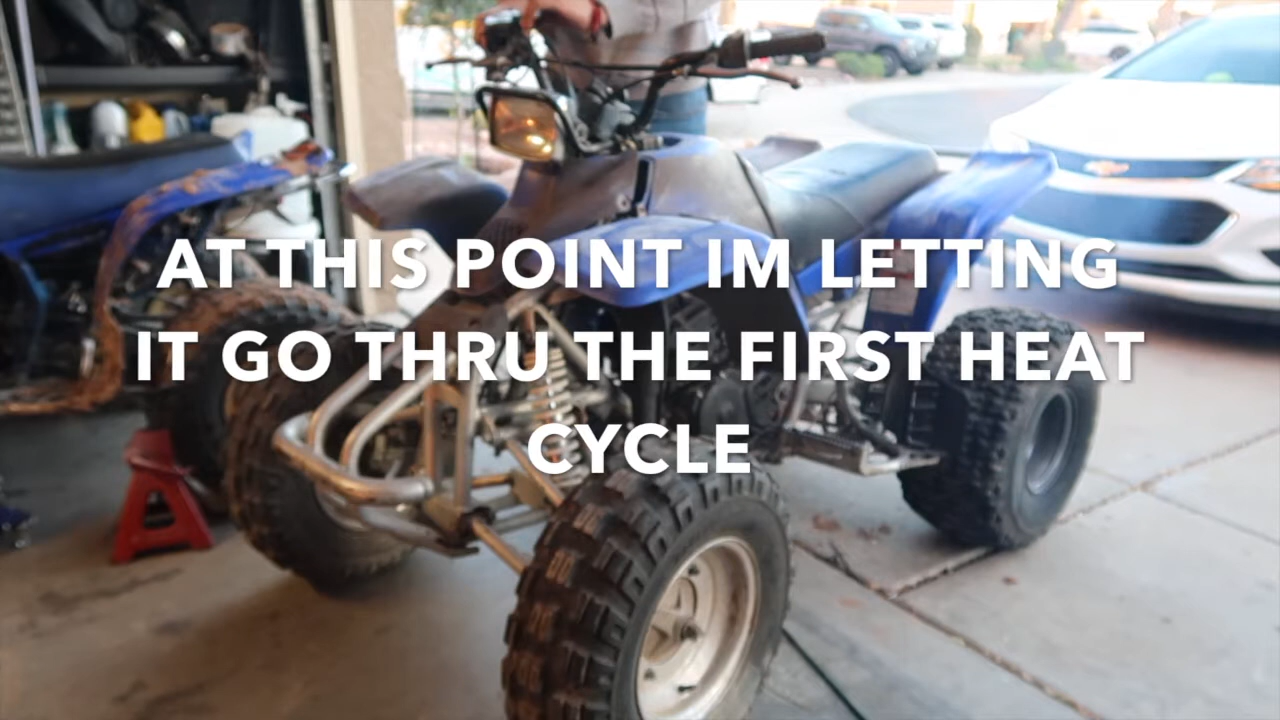 AT THIS POINT IM LETTING
IT GO THRU THE FIRST HEAT
CYCLE